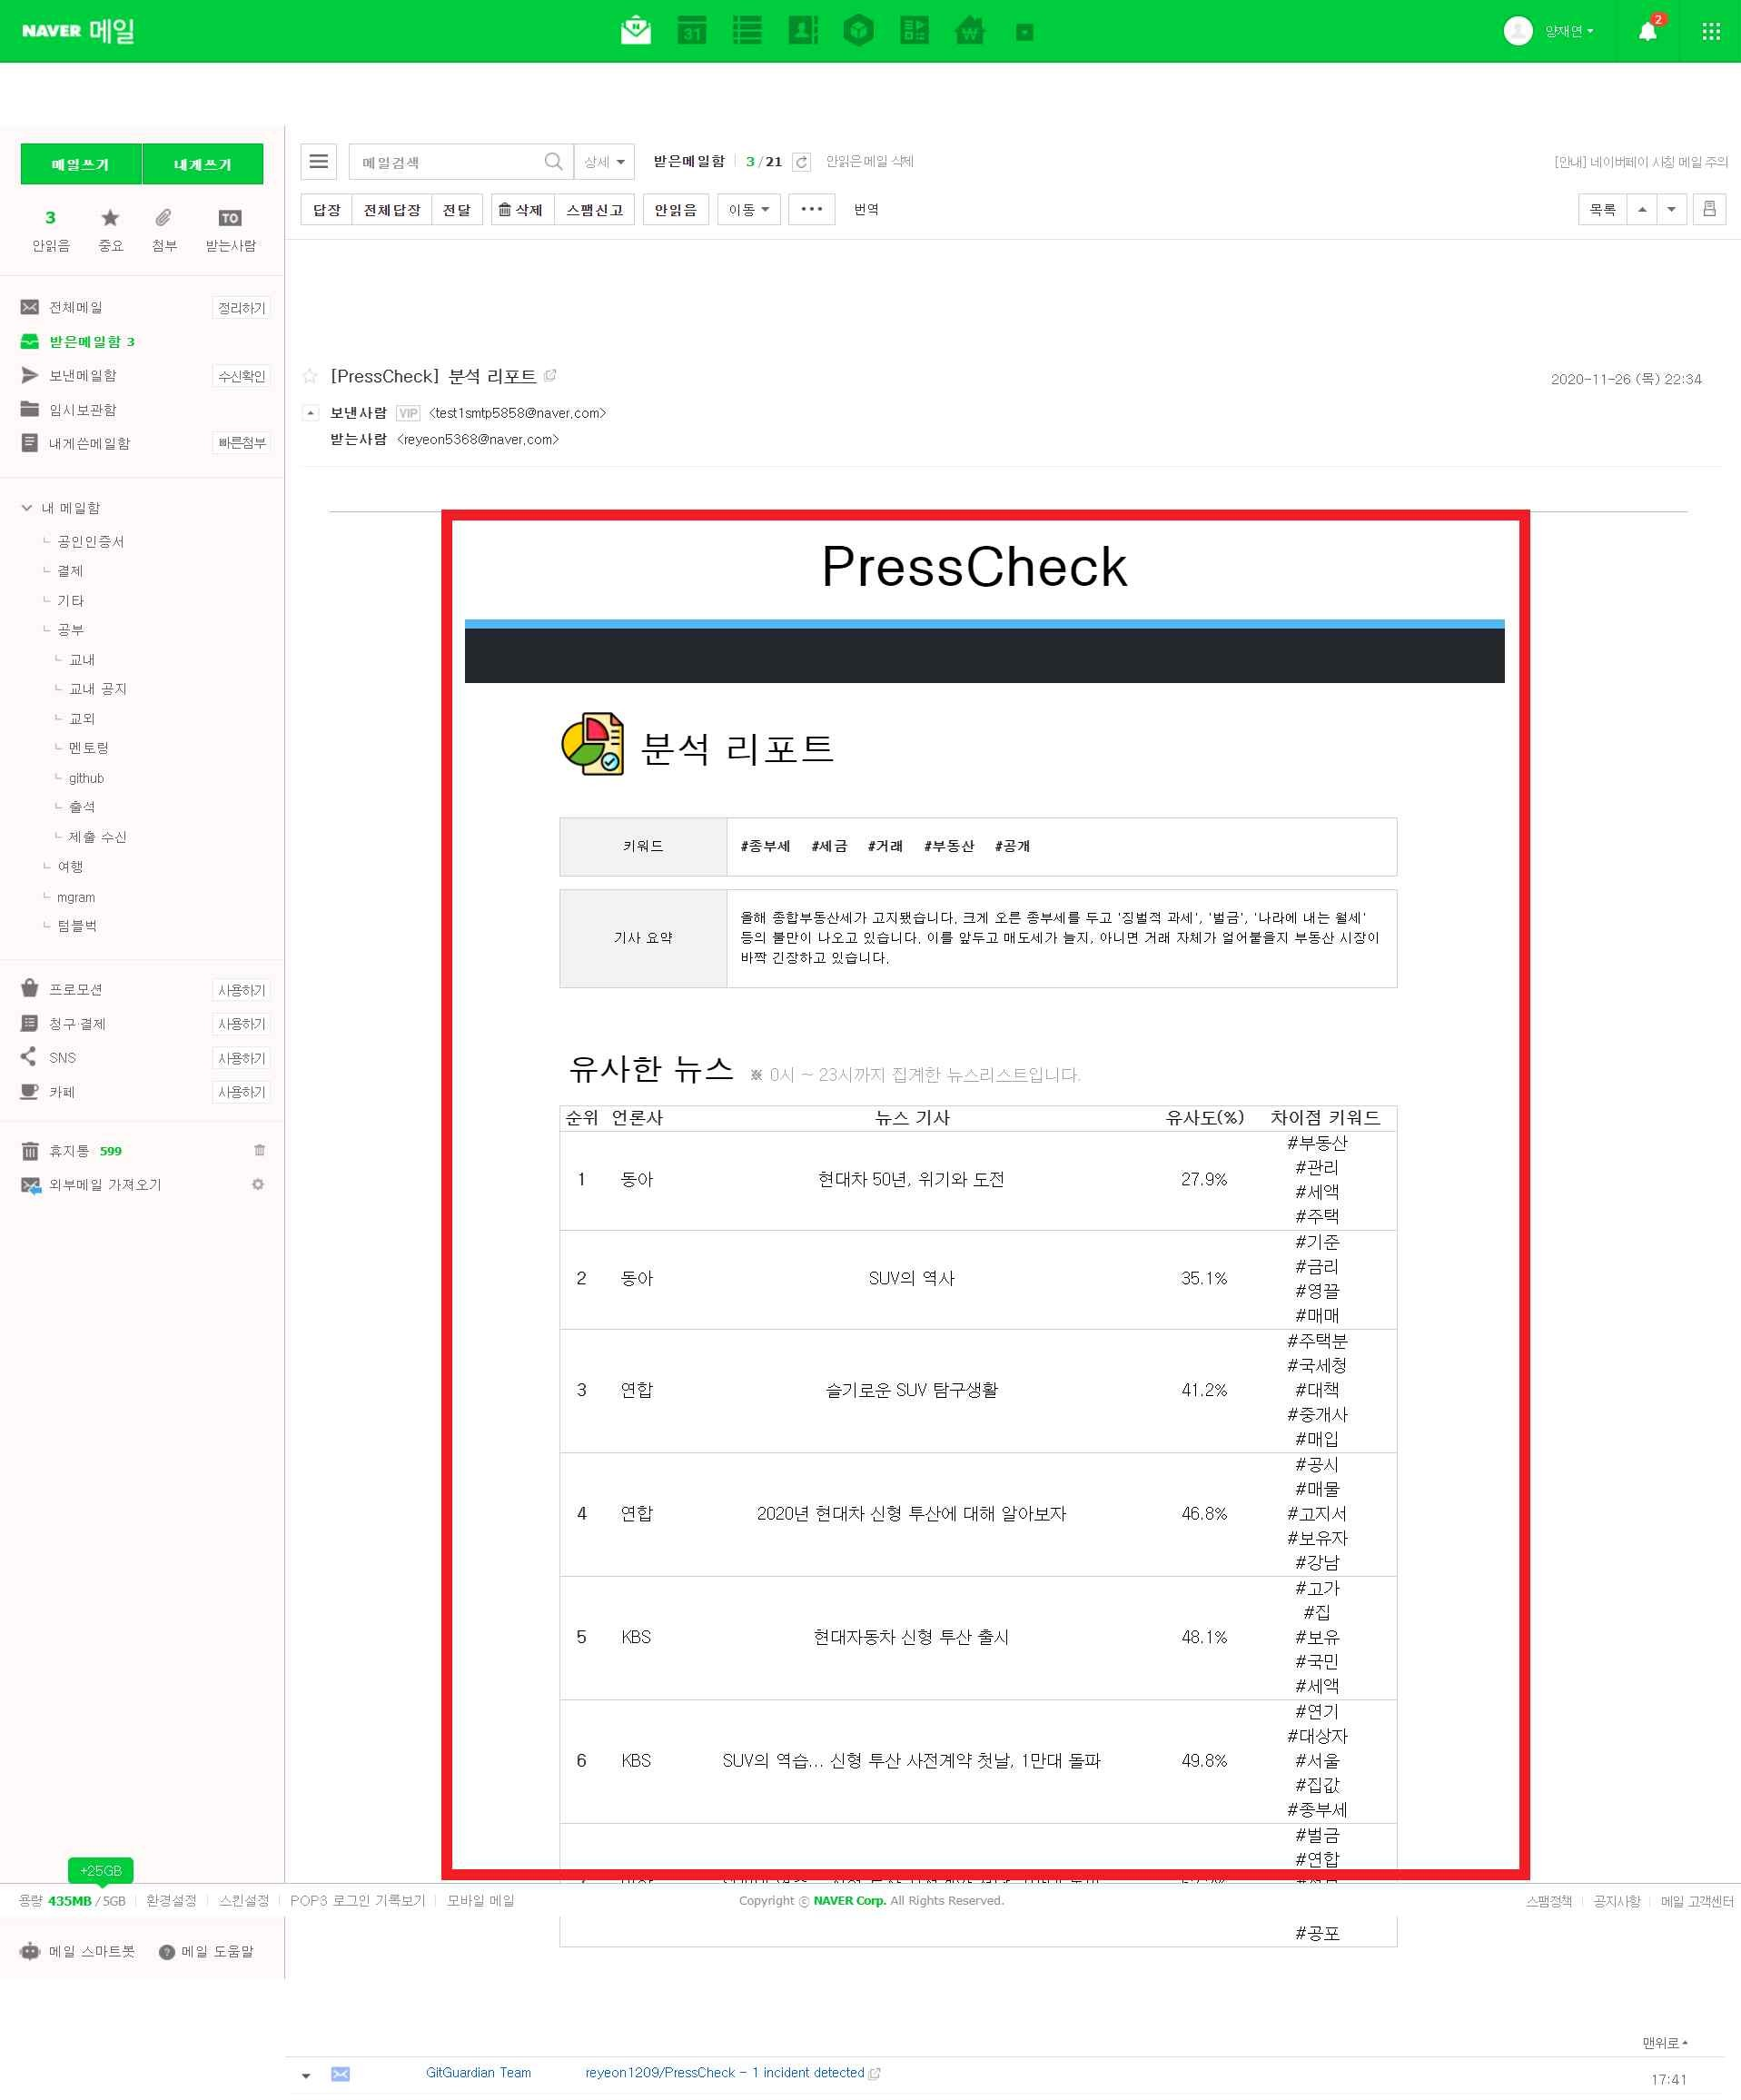 NAVER 메일
31
양재연
2
메일쓰기 내게쓰기
메일검색
상세
받은메일함 3 / 21 안읽은 메일 삭제
[안내] 네이버페이 사칭 메일 주의
답장 전체답장 전달 삭제 스팸신고 안읽음 이동 ••• 번역
목록
3
TO
안읽음 중요 첨부 받는사람
전체메일 정리하기
받은메일함 3
보낸메일함 수신확인
임시보관함
내게쓴메일함 빠른첨부
내 메일함
공인인증서
결제
기타
공부
교내
교내 공지
교외
멘토링
github
출석
제출 수신
여행
mgram
텀블벅
프로모션 사용하기
청구·결제 사용하기
SNS 사용하기
카페 사용하기
휴지통 599
외부메일 가져오기
[PressCheck] 분석 리포트
2020-11-26 (목) 22:34
보낸사람 VIP <test1smtp5858@naver.com>
받는사람 <reyeon5368@naver.com>
PressCheck
분석 리포트
키워드 #종부세 #세금 #거래 #부동산 #공개
기사 요약
올해 종합부동산세가 고지됐습니다. 크게 오른 종부세를 두고 '징벌적 과세', '벌금', '나라에 내는 월세'
등의 불만이 나오고 있습니다. 이를 앞두고 매도세가 늘지, 아니면 거래 자체가 얼어붙을지 부동산 시장이
바짝 긴장하고 있습니다.
유사한 뉴스 ※ 0시 ~ 23시까지 집계한 뉴스리스트입니다.
순위 언론사 뉴스 기사 유사도(%) 차이점 키워드
1 동아 현대차 50년, 위기와 도전 27.9%
#부동산
#관리
#세액
#주택
2 동아 SUV의 역사 35.1%
#기준
#금리
#영끌
#매매
3 연합 슬기로운 SUV 탐구생활 41.2%
#주택분
#국세청
#대책
#중개사
#매입
4 연합 2020년 현대차 신형 투산에 대해 알아보자 46.8%
#공시
#매물
#고지서
#보유자
#강남
5 KBS 현대자동차 신형 투산 출시 48.1%
#고가
#집
#보유
#국민
#세액
6 KBS SUV의 역습... 신형 투산 사전계약 첫날, 1만대 돌파 49.8%
#연기
#대상자
#서울
#집값
#종부세
#벌금
#연합
#공포
+25GB
용량 435MB / 5GB 환경설정 스킨설정 POP3 로그인 기록보기 모바일 메일
Copyright ⓒ NAVER Corp. All Rights Reserved.
스팸정책 공지사항 메일 고객센터
메일 스마트봇 메일 도움말
맨위로
GitGuardian Team reyeon1209/PressCheck - 1 incident detected
17:41